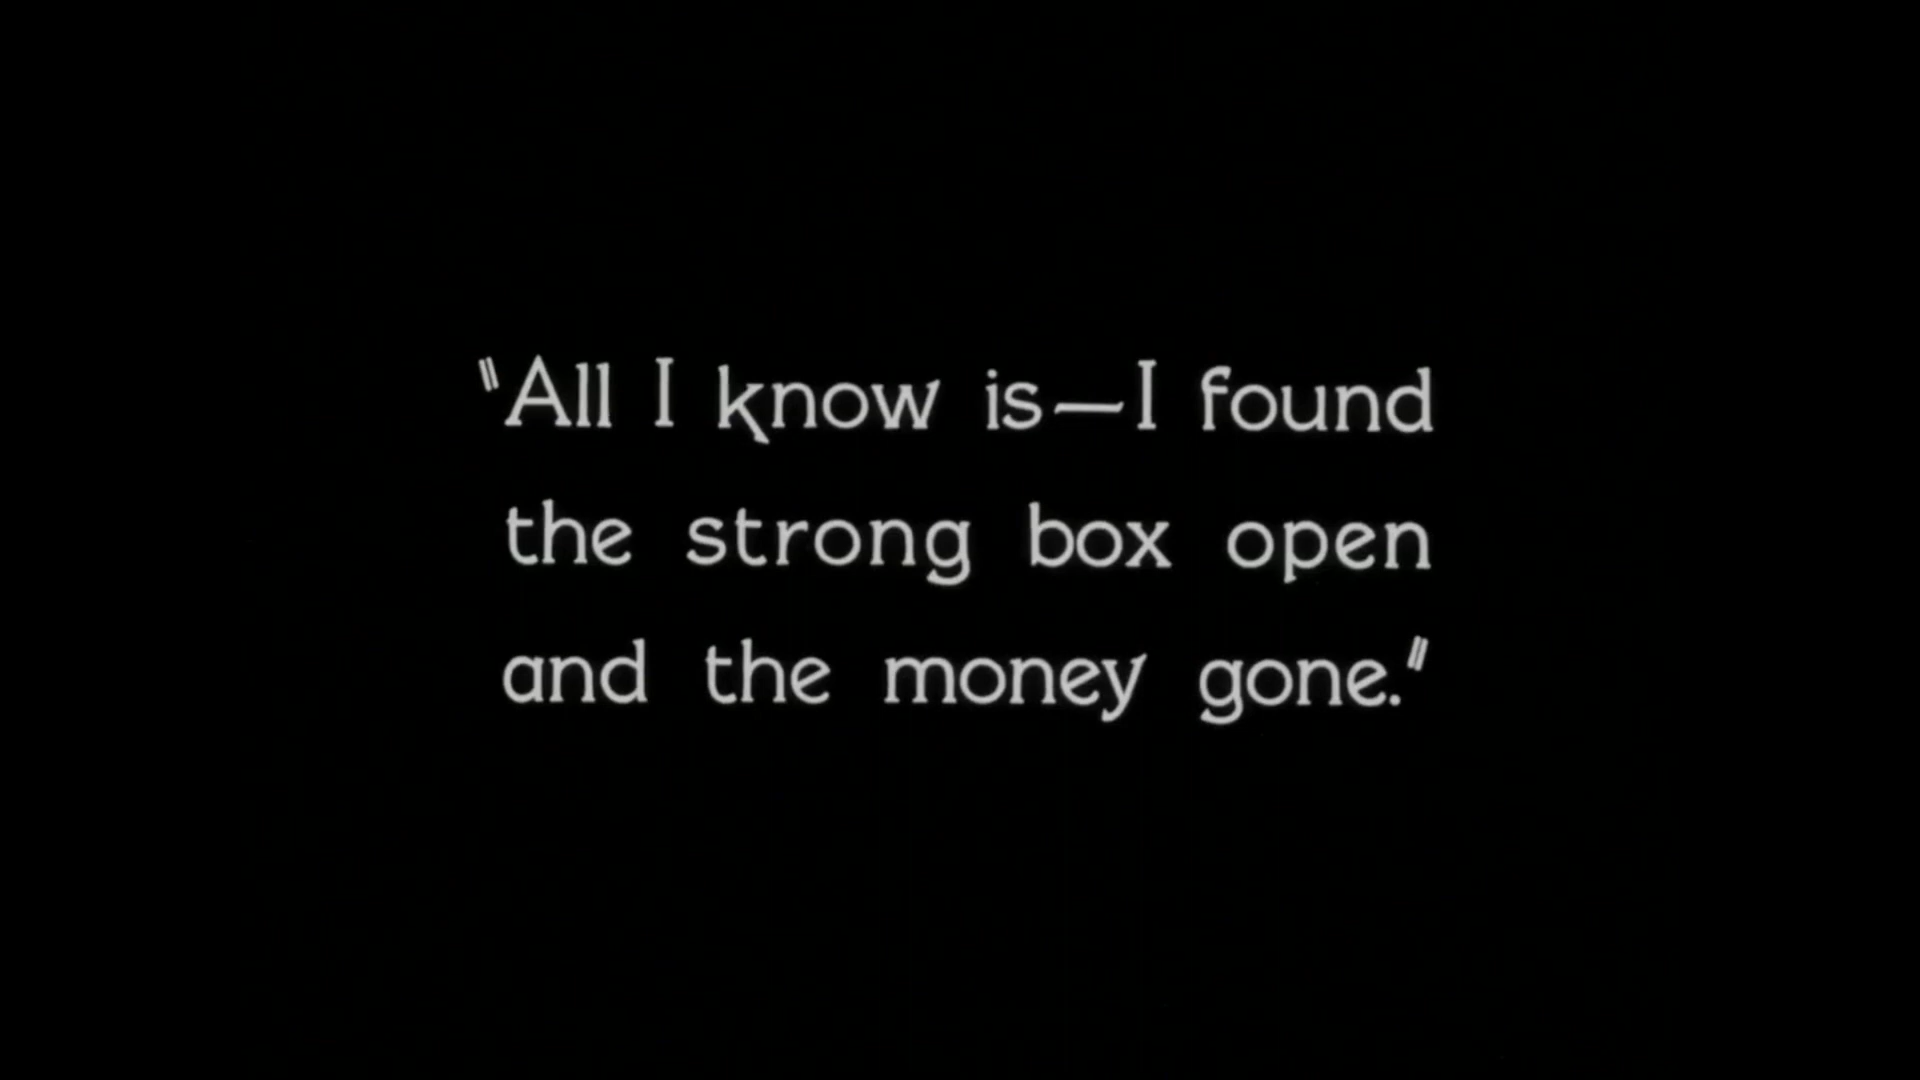 "All I know is—I found
the strong box open
and the money gone."